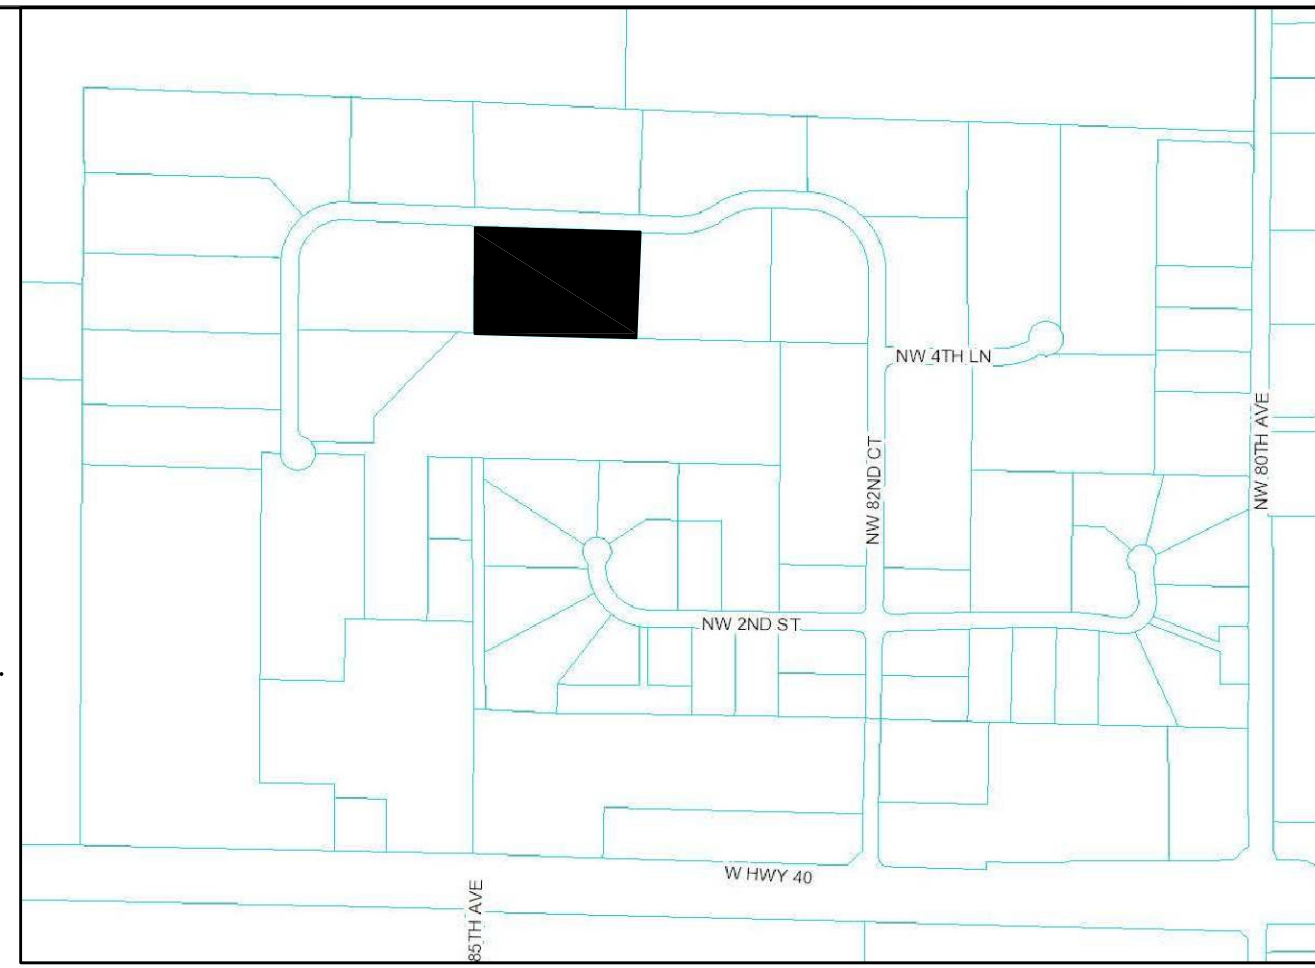 NW 4TH LN
NW 82ND CT
NW 80TH AVE
NW 2ND ST
W HWY 40
85TH AVE
.